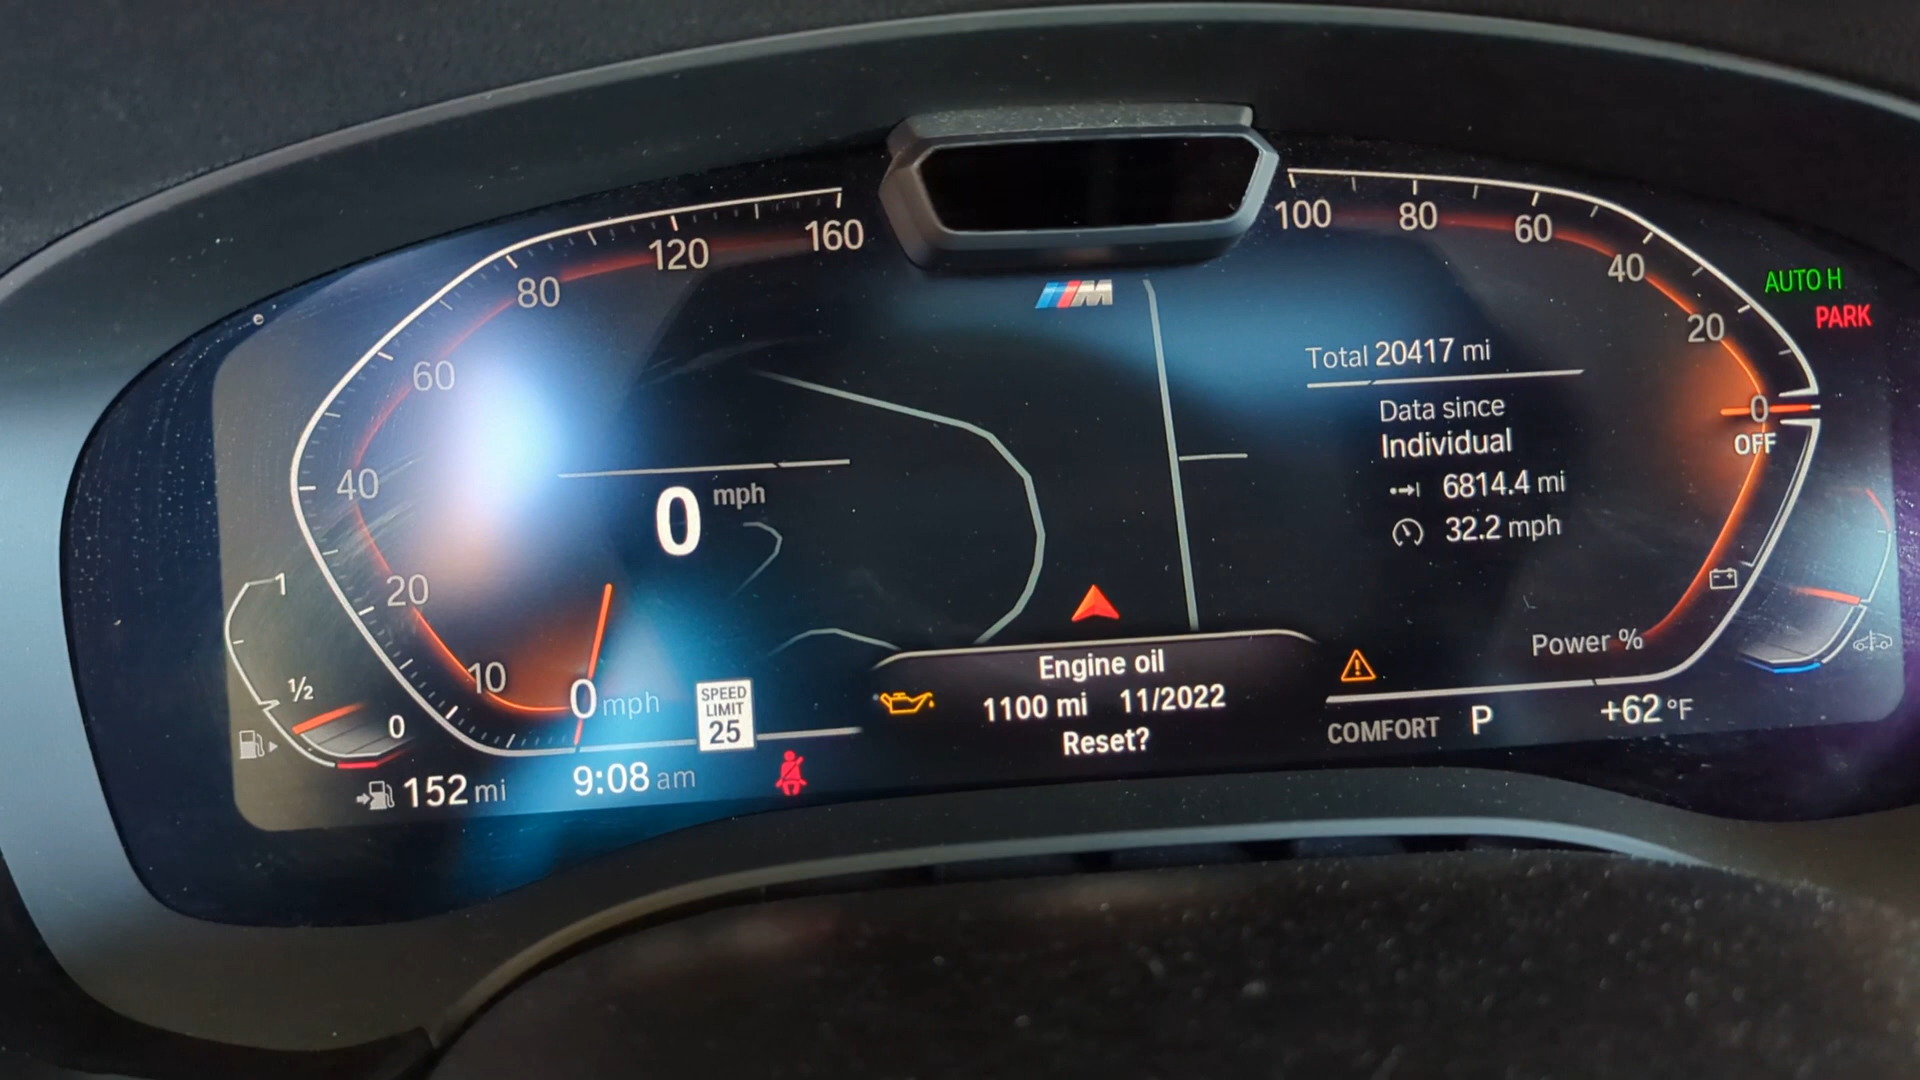 160
120
80
60
40
20
10
0 mph
0 mph
1
½
0
152 mi
9:08 am
SPEED
LIMIT
25
M
Engine oil
1100 mi 11/2022
Reset?
100
80
60
40
20
0
OFF
Power %
Total 20417 mi
Data since
Individual
6814.4 mi
32.2 mph
AUTO H
PARK
COMFORT P
+62 °F